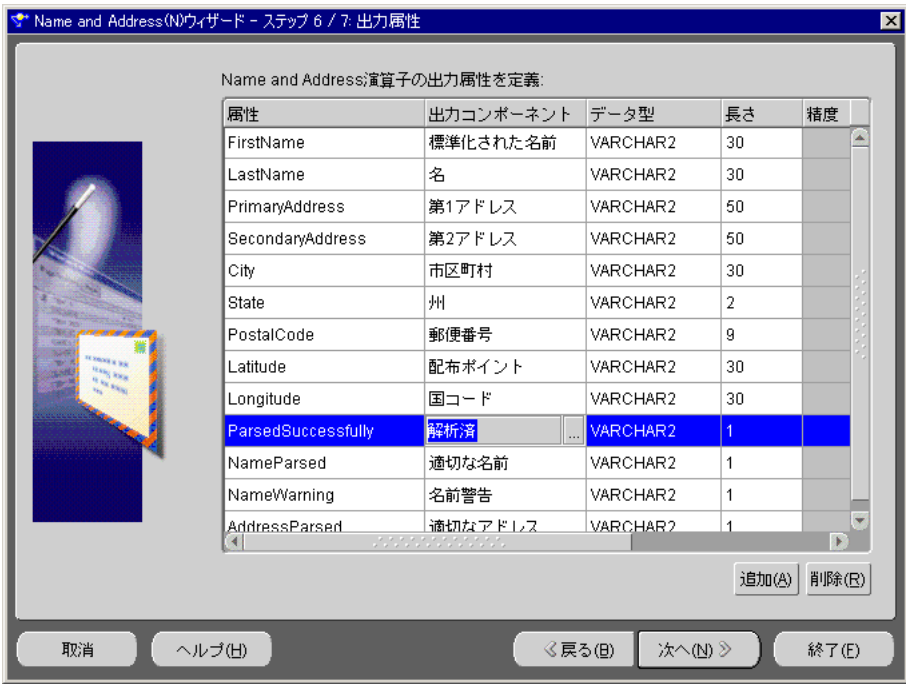 Name and Address(N)ウィザード - ステップ 6 / 7: 出力属性
Name and Address演算子の出力属性を定義:
属性 出力コンポーネント データ型 長さ 精度
FirstName 標準化された名前 VARCHAR2 30
LastName 名 VARCHAR2 30
PrimaryAddress 第1アドレス VARCHAR2 50
SecondaryAddress 第2アドレス VARCHAR2 50
City 市区町村 VARCHAR2 30
State 州 VARCHAR2 2
PostalCode 郵便番号 VARCHAR2 9
Latitude 配布ポイント VARCHAR2 30
Longitude 国コード VARCHAR2 30
ParsedSuccessfully 解析済 ... VARCHAR2 1
NameParsed 適切な名前 VARCHAR2 1
NameWarning 名前警告 VARCHAR2 1
AddressParsed 適切なアドレス VARCHAR2 1
追加(A) 削除(R)
取消 ヘルプ(H) 戻る(B) 次へ(N) 終了(F)